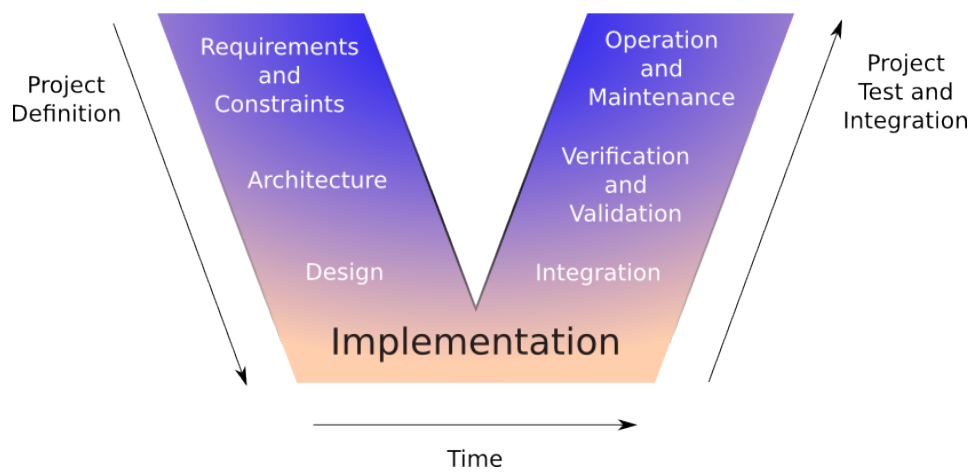 Project
Definition
Requirements
and
Constraints
Architecture
Design
Implementation
Integration
Verification
and
Validation
Operation
and
Maintenance
Project
Test and
Integration
Time